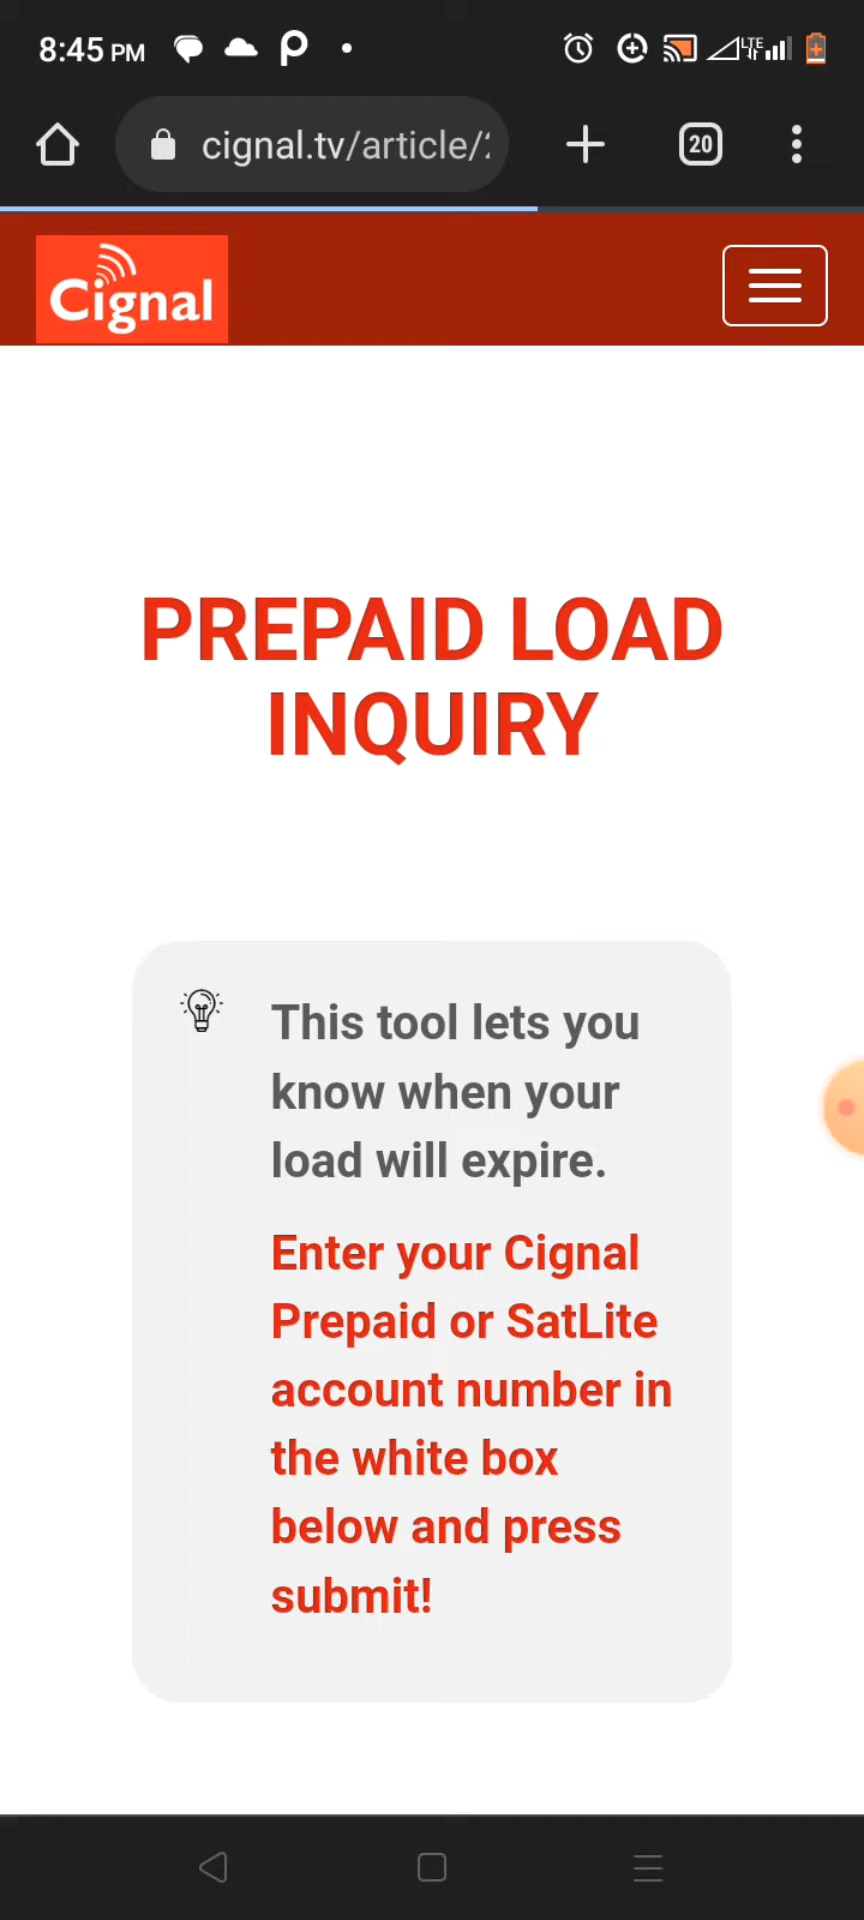 8:45 PM
LTE
cignal.tv/article/
20
Cignal
PREPAID LOAD
INQUIRY
This tool lets you
know when your
load will expire.
Enter your Cignal
Prepaid or SatLite
account number in
the white box
below and press
submit!